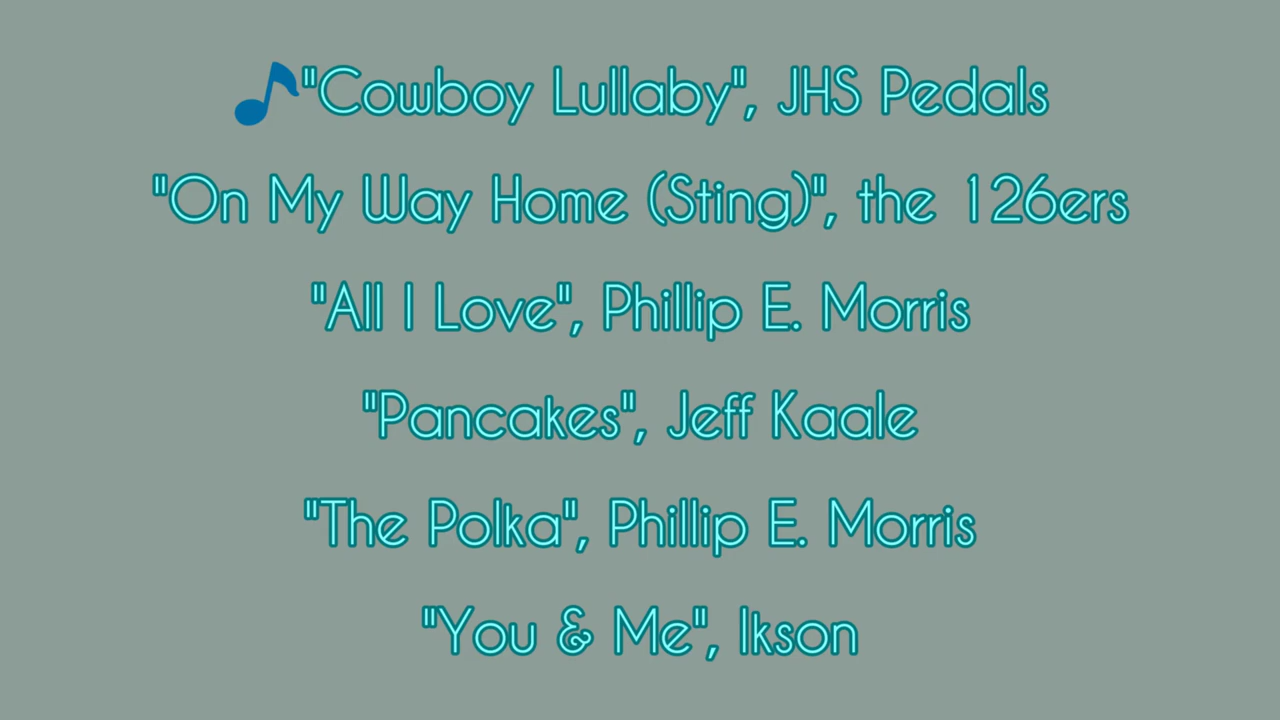 🎵"Cowboy Lullaby", JHS Pedals
"On My Way Home (Sting)", the 126ers
"All I Love", Phillip E. Morris
"Pancakes", Jeff Kaale
"The Polka", Phillip E. Morris
"You & Me", Ikson